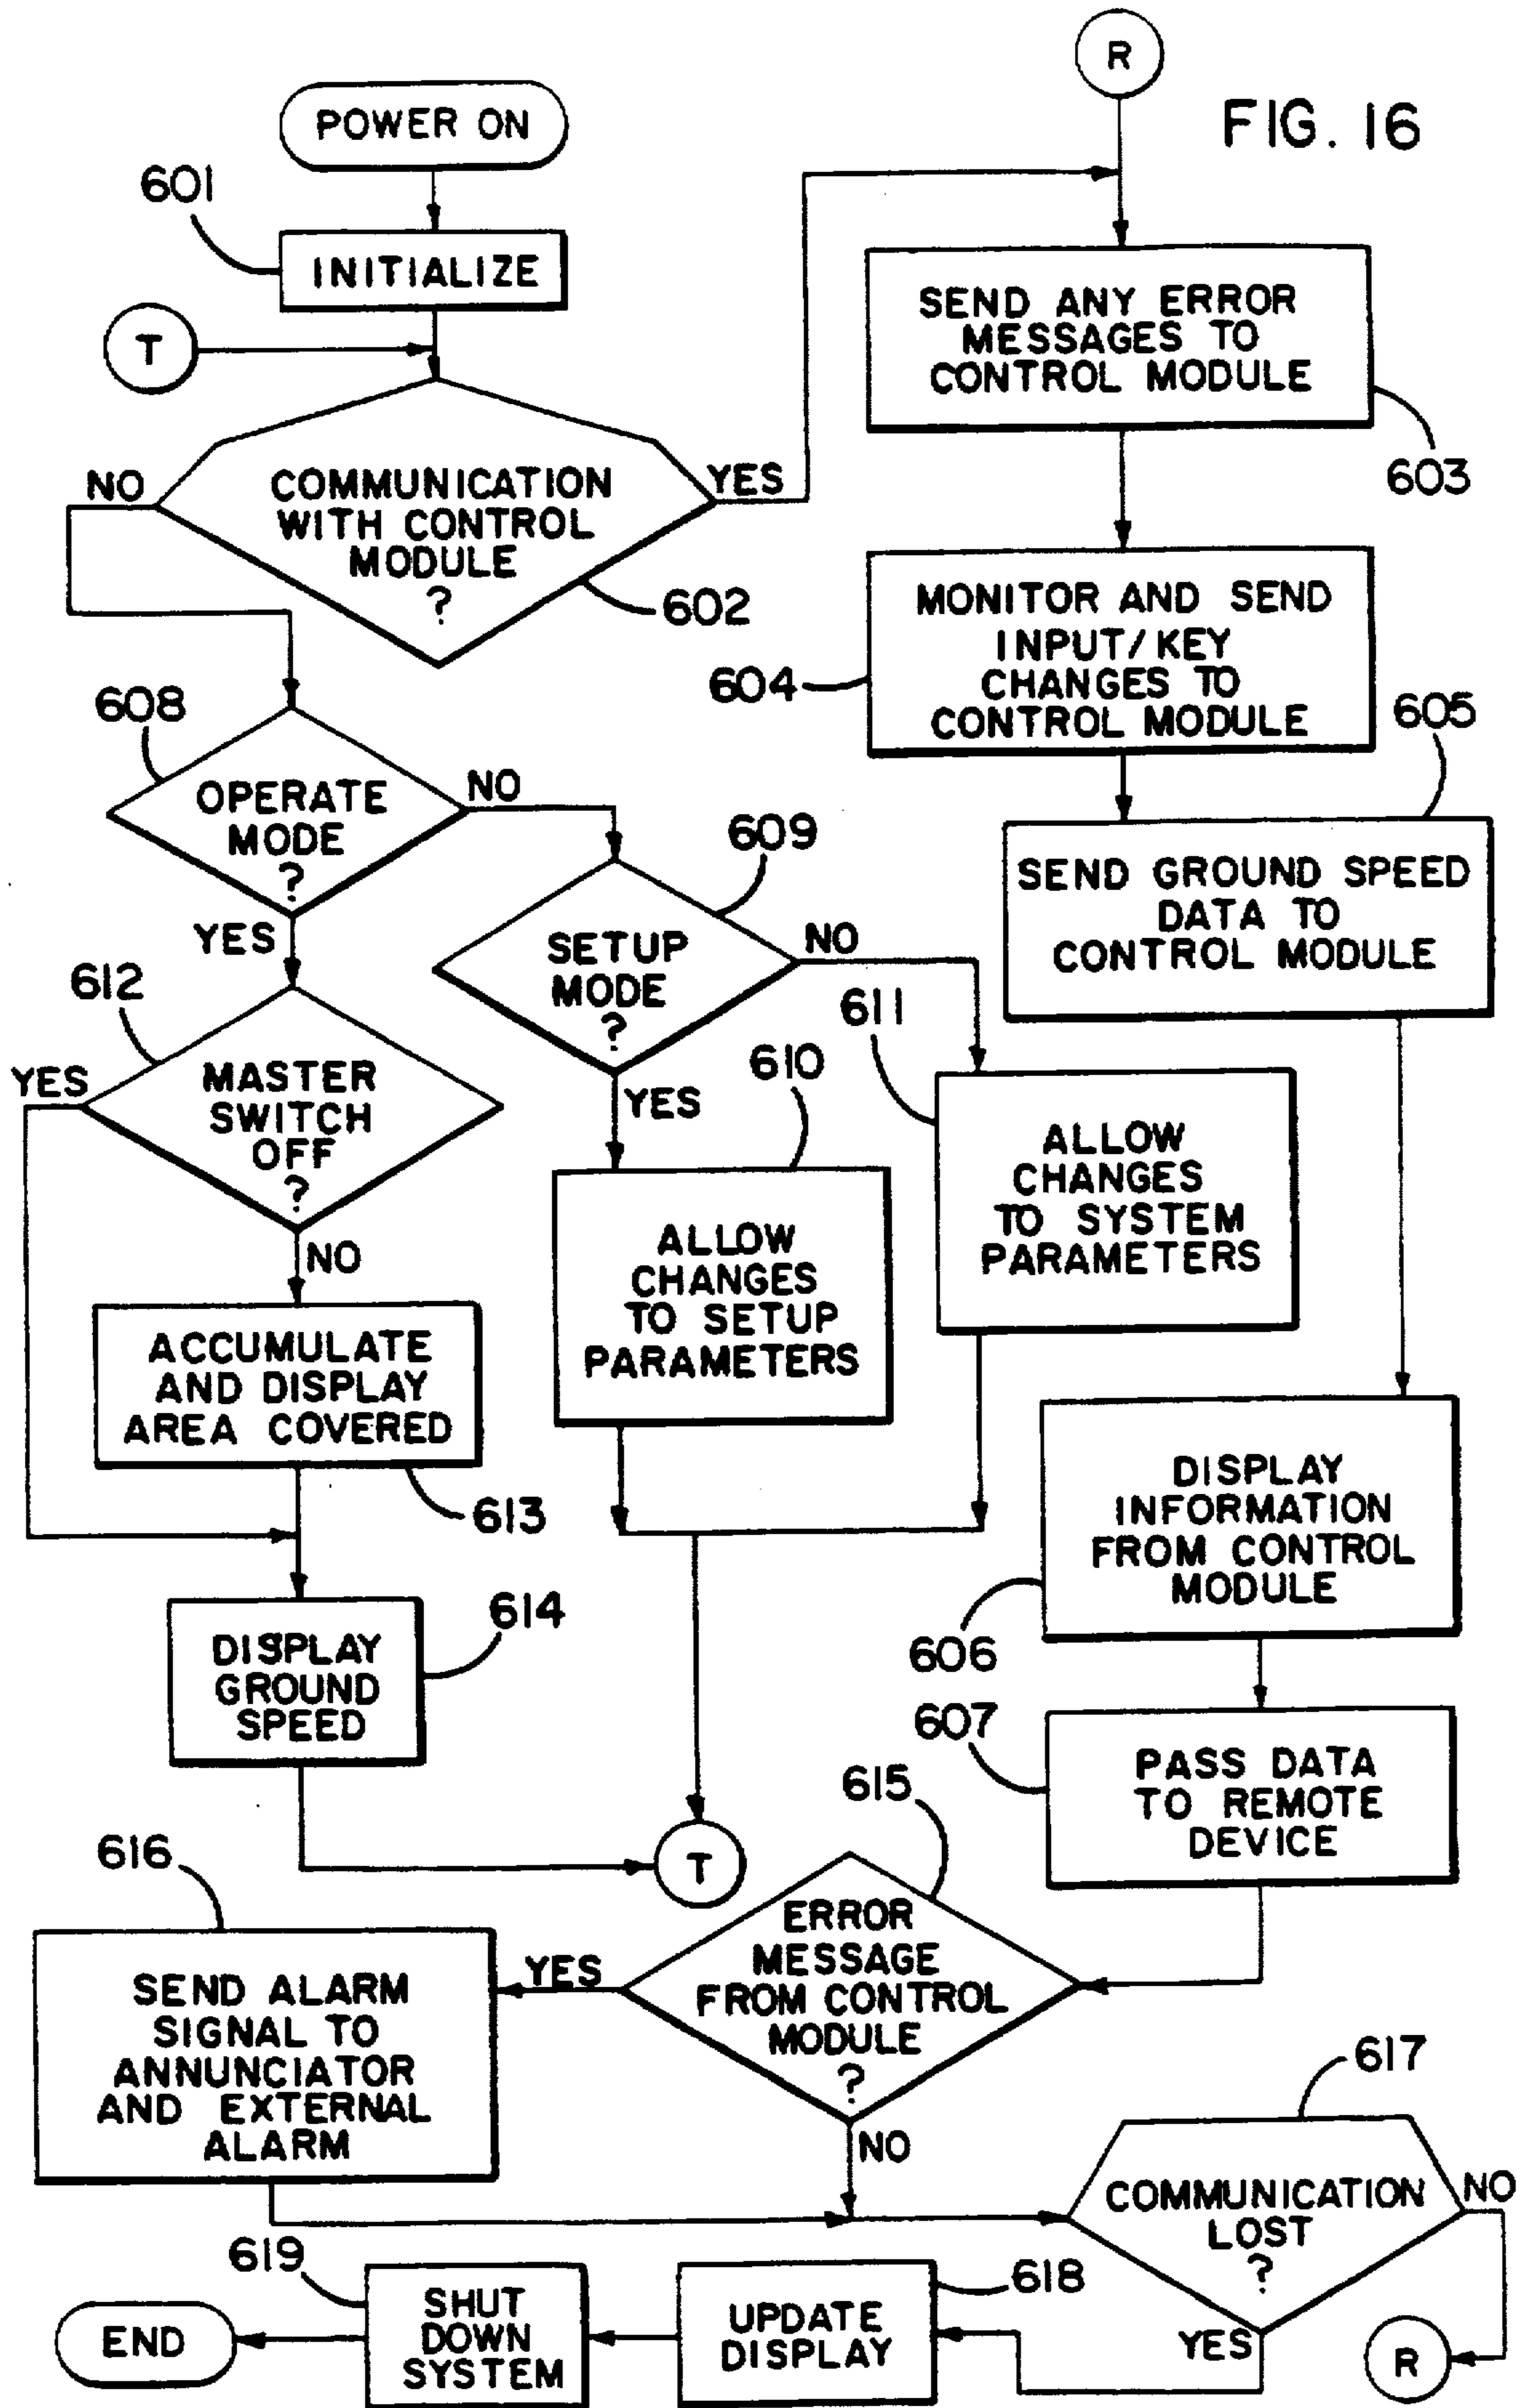 R
FIG. 16
POWER ON
601
INITIALIZE
T
COMMUNICATION
WITH CONTROL
MODULE
?
NO
YES
602
SEND ANY ERROR
MESSAGES TO
CONTROL MODULE
603
MONITOR AND SEND
INPUT/KEY
CHANGES TO
CONTROL MODULE
604
605
SEND GROUND SPEED
DATA TO
CONTROL MODULE
608
OPERATE
MODE
?
NO
YES
609
SETUP
MODE
?
NO
YES
612
MASTER
SWITCH
OFF
?
YES
NO
610
ALLOW
CHANGES
TO SETUP
PARAMETERS
611
ALLOW
CHANGES
TO SYSTEM
PARAMETERS
ACCUMULATE
AND DISPLAY
AREA COVERED
613
DISPLAY
GROUND
SPEED
614
DISPLAY
INFORMATION
FROM CONTROL
MODULE
606
607
PASS DATA
TO REMOTE
DEVICE
T
615
ERROR
MESSAGE
FROM CONTROL
MODULE
?
YES
NO
616
SEND ALARM
SIGNAL TO
ANNUNCIATOR
AND EXTERNAL
ALARM
617
COMMUNICATION
LOST
?
NO
YES
R
618
UPDATE
DISPLAY
619
SHUT
DOWN
SYSTEM
END